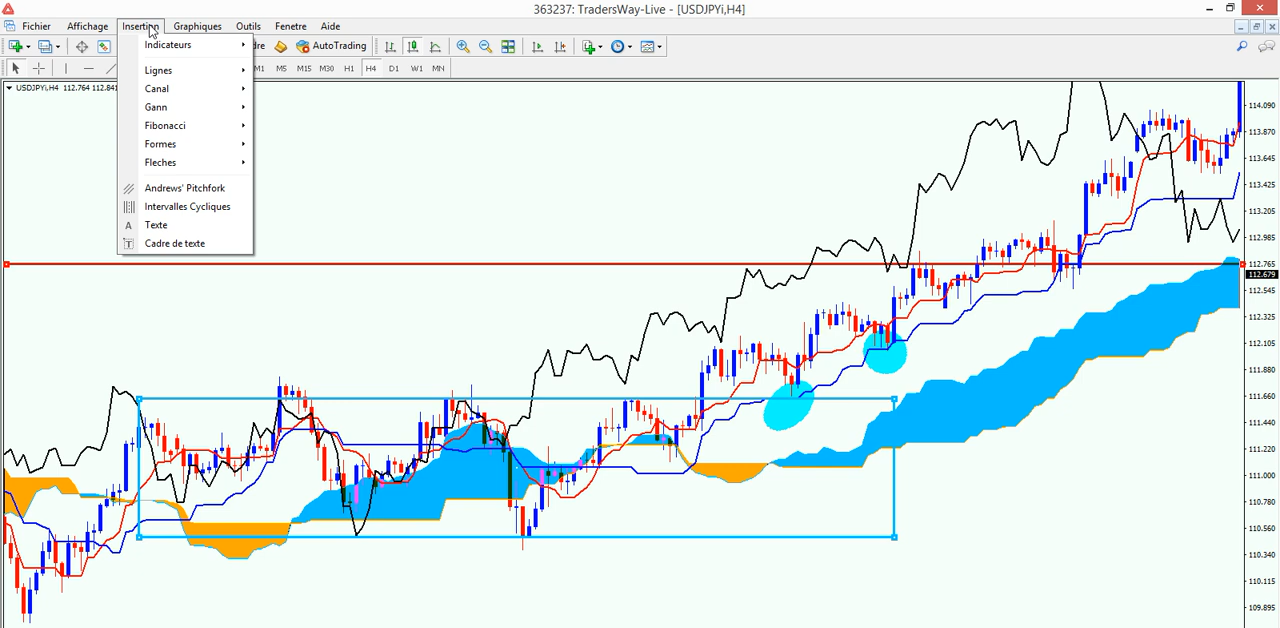 363237: TradersWay-Live - [USDJPYi,H4]
Fichier Affichage Insertion Graphiques Outils Fenetre Aide
dre AutoTrading
M1 M5 M15 M30 H1 H4 D1 W1 MN
Indicateurs
Lignes
Canal
Gann
Fibonacci
Formes
Fleches
Andrews' Pitchfork
Intervalles Cycliques
A Texte
T Cadre de texte
USDJPYi,H4 112.764 112.841
114.090
113.870
113.645
113.425
113.205
112.985
112.765
112.679
112.545
112.325
112.105
111.880
111.660
111.440
111.220
111.000
110.780
110.560
110.340
110.115
109.895